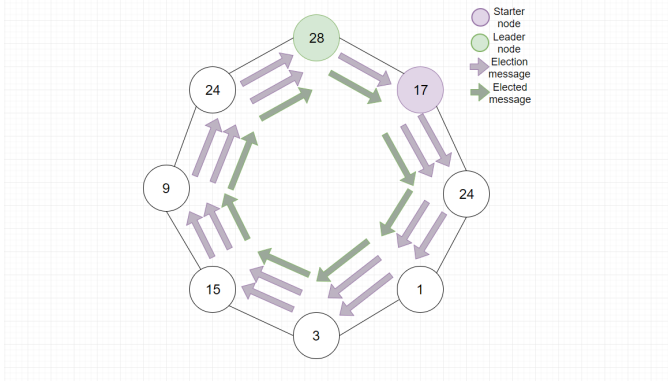 Starter
node
Leader
node
Election
message
Elected
message
28
24
17
9
24
15
1
3